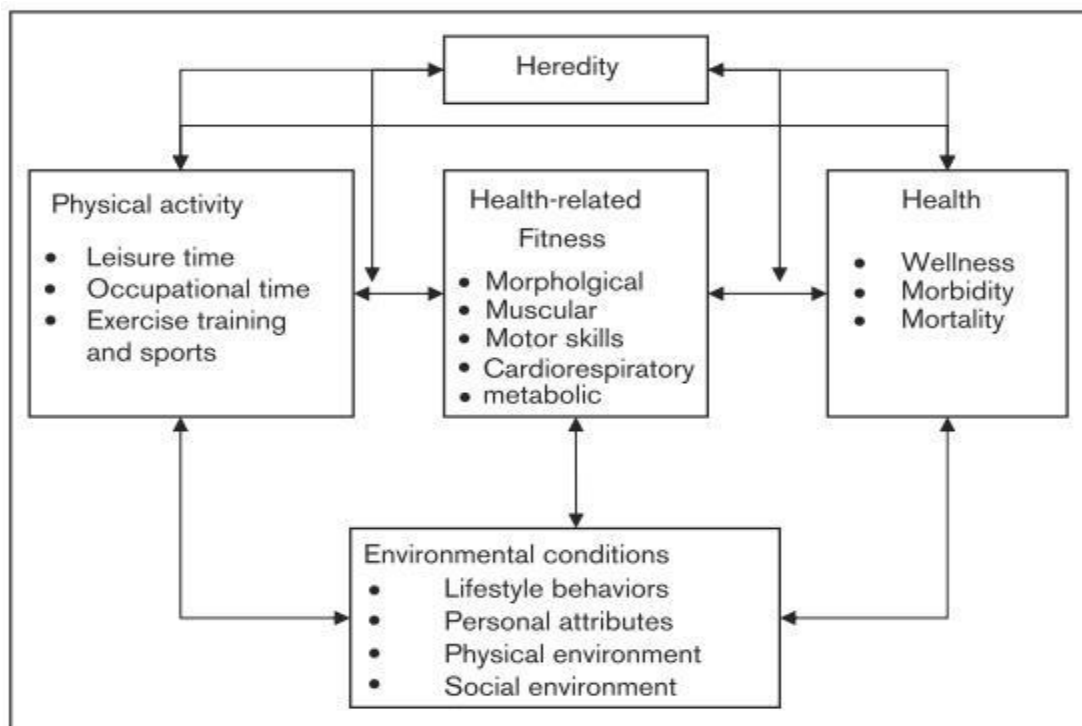 Heredity
Physical activity
• Leisure time
• Occupational time
• Exercise training
and sports
Health-related
Fitness
• Morpholgical
• Muscular
• Motor skills
• Cardiorespiratory
• metabolic
Health
• Wellness
• Morbidity
• Mortality
Environmental conditions
• Lifestyle behaviors
• Personal attributes
• Physical environment
• Social environment